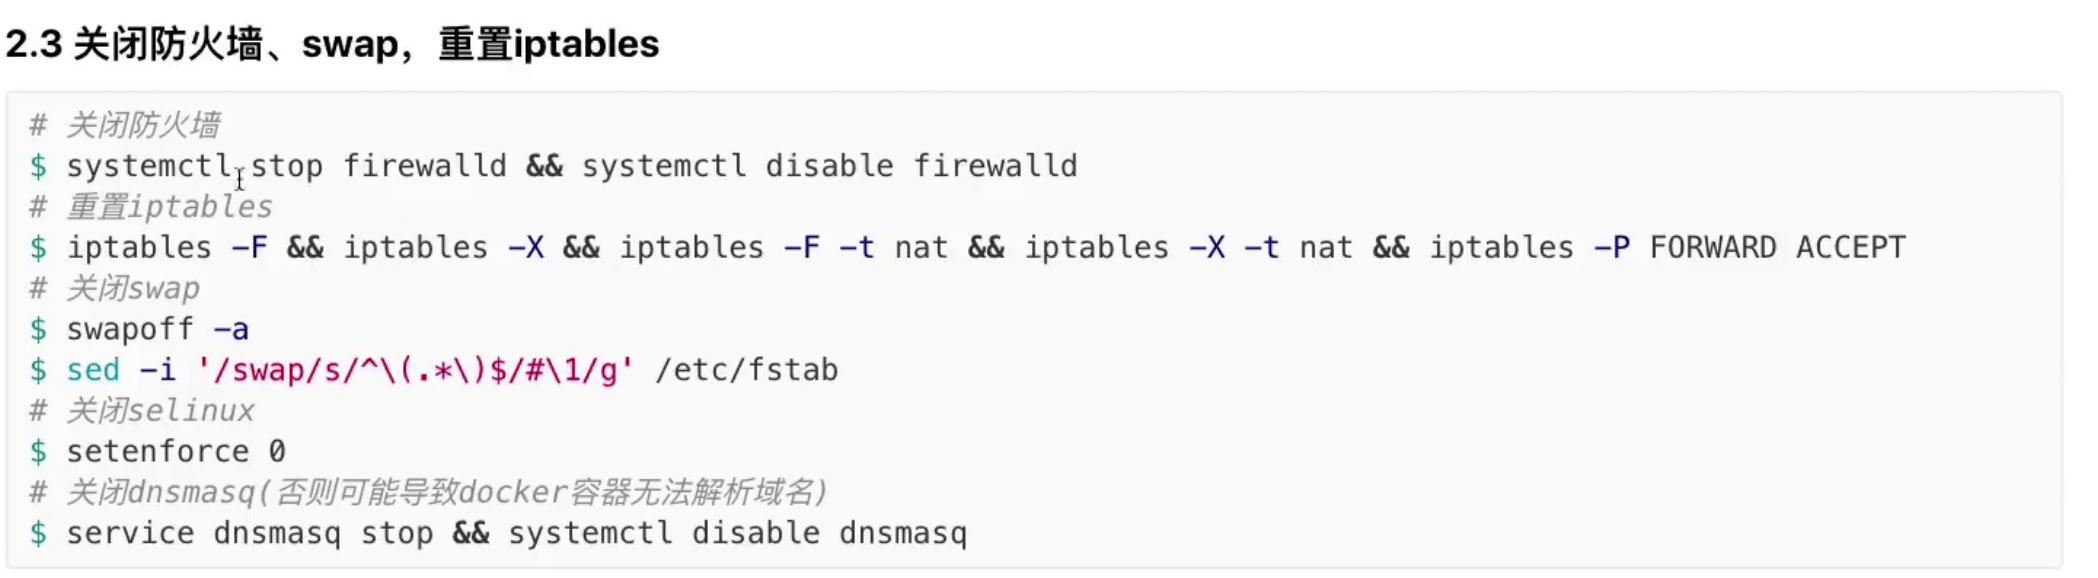 2.3 关闭防火墙、swap，重置iptables
# 关闭防火墙
$ systemctl stop firewalld && systemctl disable firewalld
# 重置iptables
$ iptables -F && iptables -X && iptables -F -t nat && iptables -X -t nat && iptables -P FORWARD ACCEPT
# 关闭swap
$ swapoff -a
$ sed -i '/swap/s/^\(.*\)$/#\1/g' /etc/fstab
# 关闭selinux
$ setenforce 0
# 关闭dnsmasq(否则可能导致docker容器无法解析域名)
$ service dnsmasq stop && systemctl disable dnsmasq